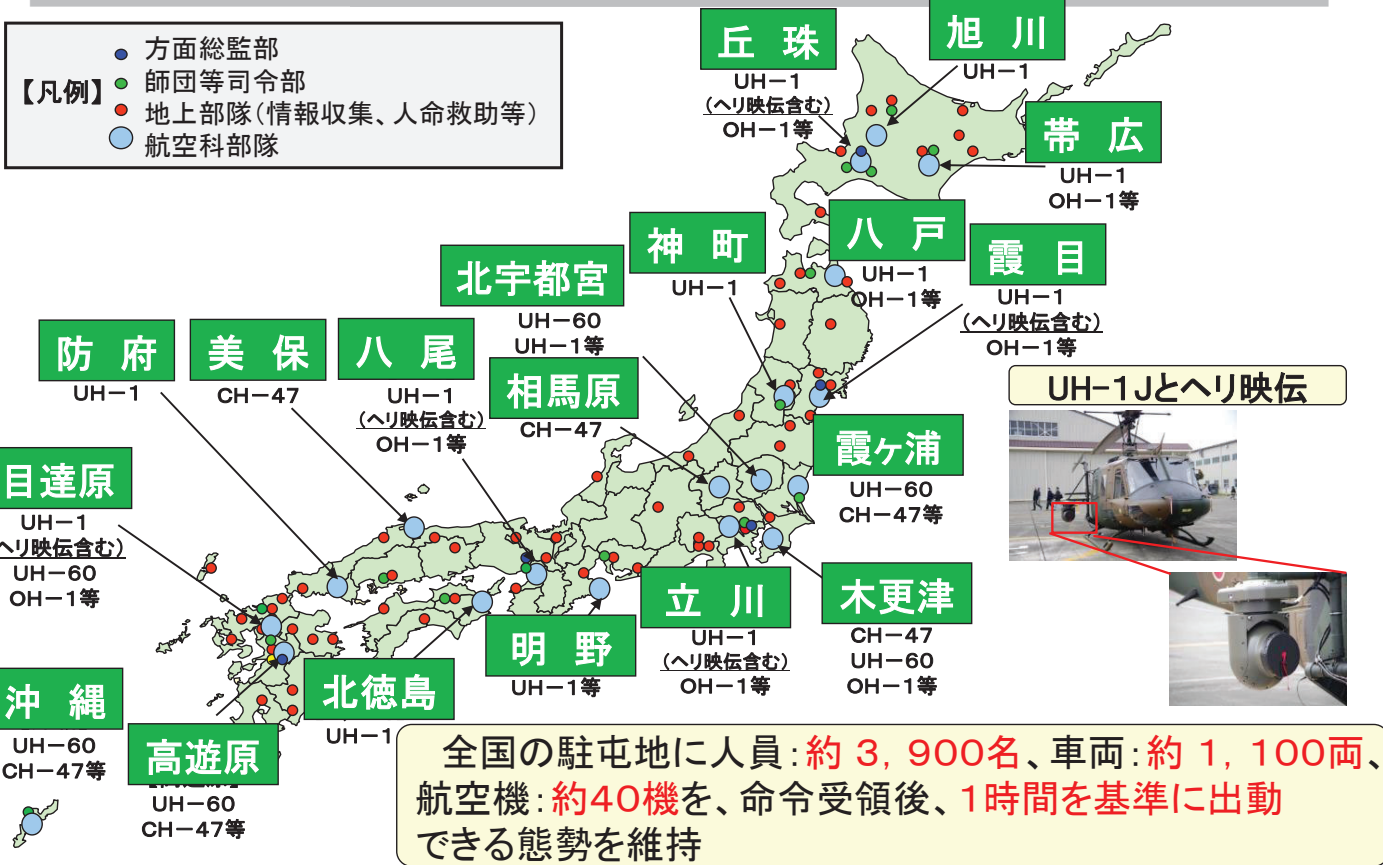 【凡例】
方面総監部
師団等司令部
地上部隊(情報収集、人命救助等)
航空科部隊
丘 珠
UH-1
(ヘリ映伝含む)
OH-1等
旭 川
UH-1
帯 広
UH-1
OH-1等
神 町
UH-1
八 戸
UH-1
OH-1等
霞 目
UH-1
(ヘリ映伝含む)
OH-1等
北宇都宮
UH-60
UH-1等
防 府
UH-1
美 保
CH-47
八 尾
UH-1
(ヘリ映伝含む)
OH-1等
相馬原
CH-47
UH-1Jとヘリ映伝
霞ヶ浦
UH-60
CH-47等
目達原
UH-1
ヘリ映伝含む)
UH-60
OH-1等
立 川
UH-1
(ヘリ映伝含む)
OH-1等
木更津
CH-47
UH-60
OH-1等
明 野
UH-1等
北徳島
UH-1
沖 縄
UH-60
CH-47等
高遊原
UH-60
CH-47等
全国の駐屯地に人員:約 3,900名、車両:約 1,100両、
航空機:約40機を、命令受領後、1時間を基準に出動
できる態勢を維持